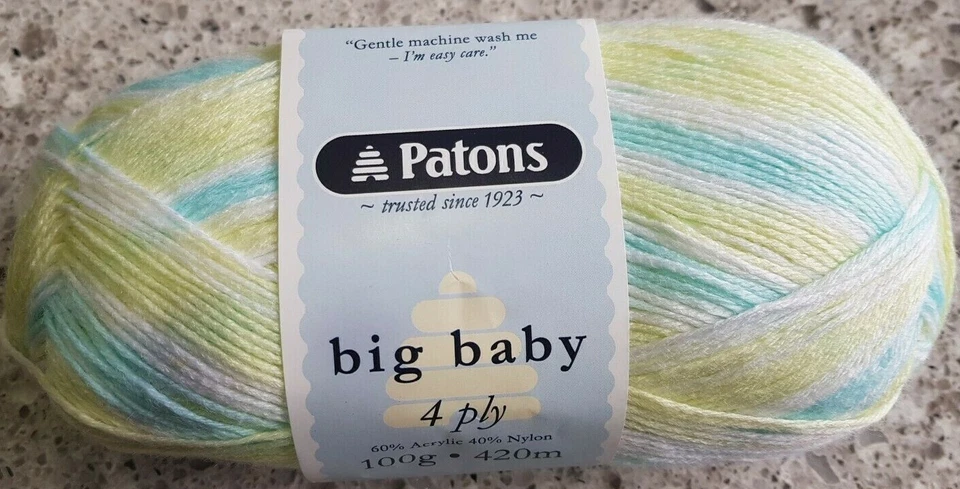 “Gentle machine wash me
– I’m easy care.”
Patons
~ trusted since 1923 ~
big baby
4 ply
60% Acrylic 40% Nylon
100g • 420m